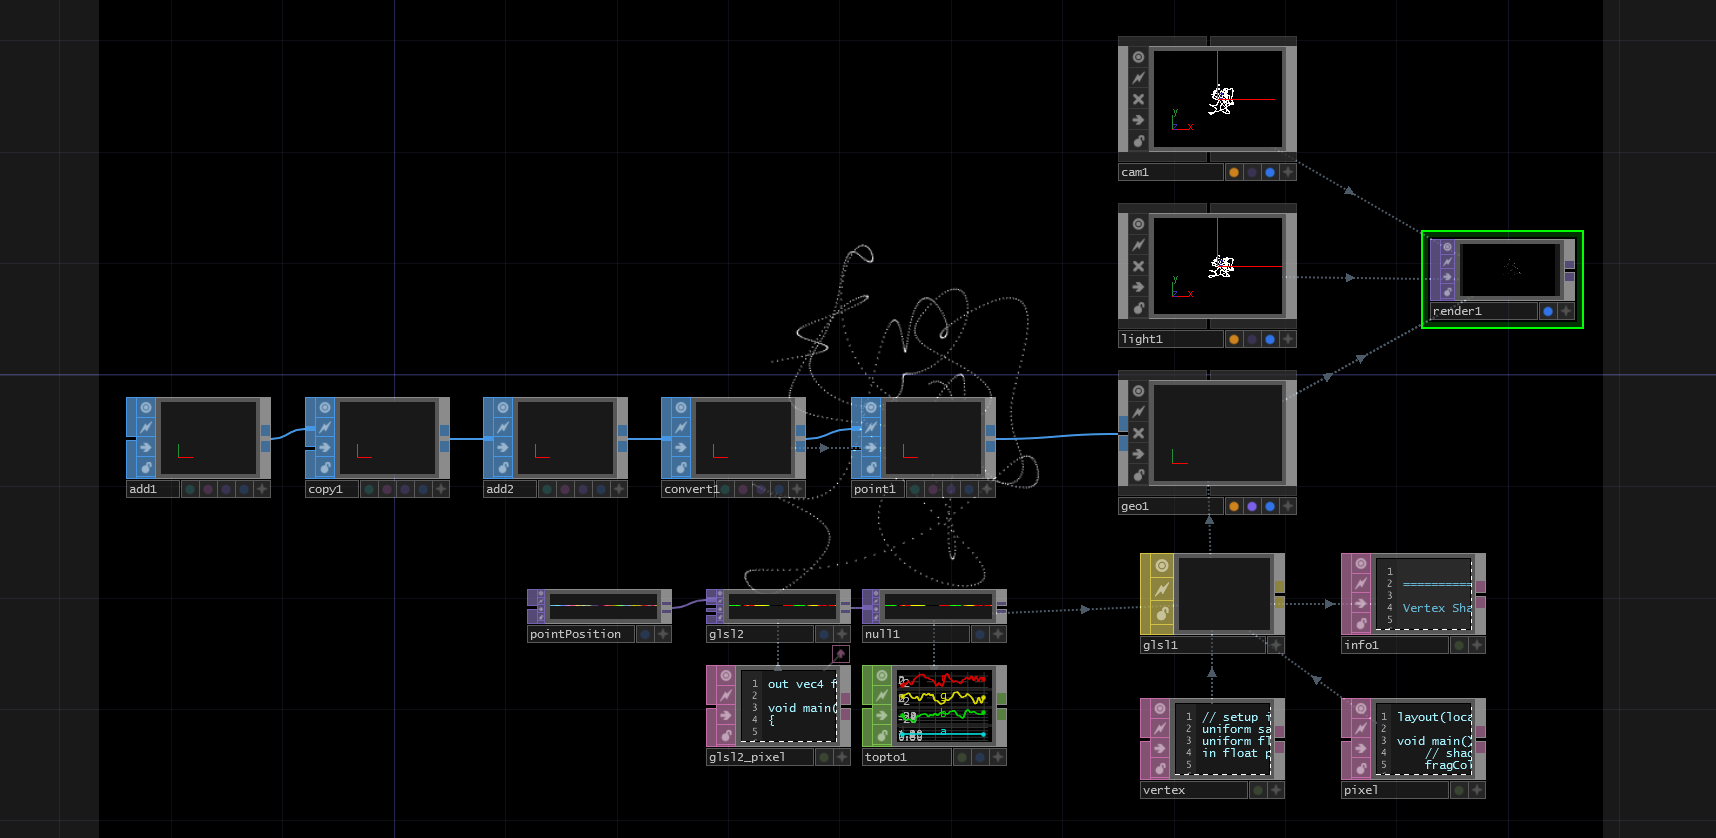 cam1
light1
render1
add1
copy1
add2
convert1
point1
geo1
pointPosition
glsl2
null1
glsl1
1
2 ===========
3
4 Vertex Sha
5
info1
1 out vec4 f
2
3 void main(
4 {
5
glsl2_pixel
topto1
1 // setup i
2 uniform sa
3 uniform fl
4 in float p
5
vertex
1 layout(loca
2
3 void main()
4 // shad
5 fragCol
pixel